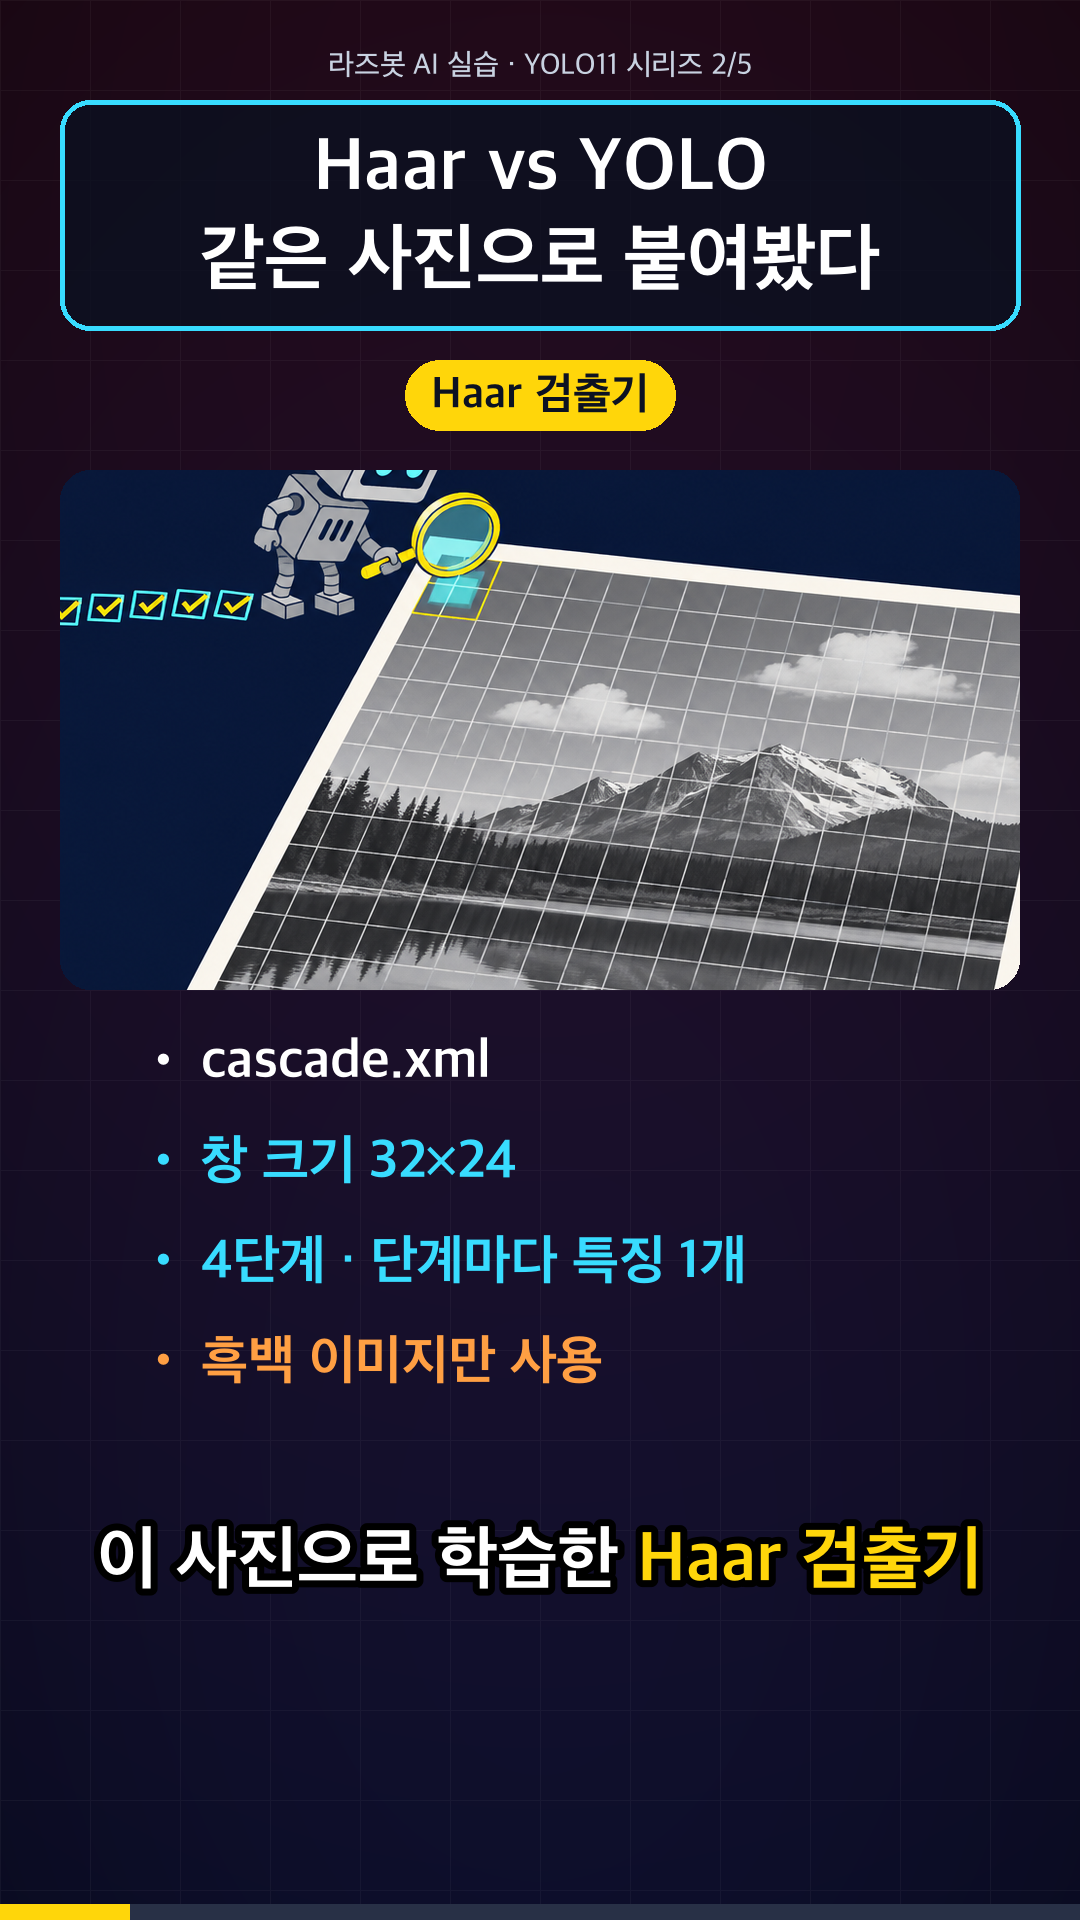 라즈봇 AI 실습 · YOLO11 시리즈 2/5
Haar vs YOLO
같은 사진으로 붙여봤다
Haar 검출기
• cascade.xml
• 창 크기 32×24
• 4단계 · 단계마다 특징 1개
• 흑백 이미지만 사용
이 사진으로 학습한 Haar 검출기